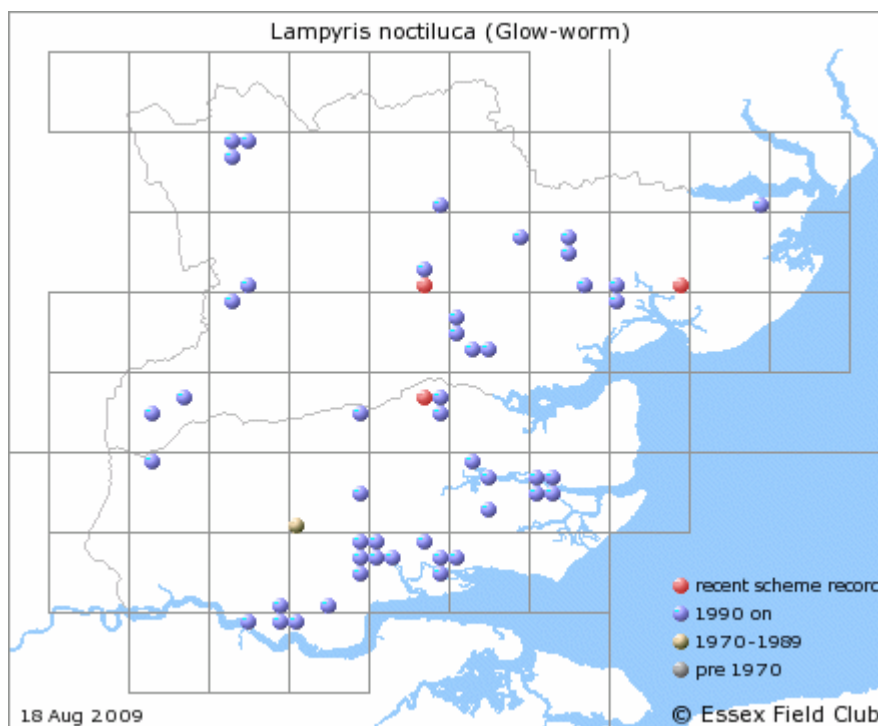 Lampyris noctiluca (Glow-worm)
recent scheme record
1990 on
1970-1989
pre 1970
18 Aug 2009
© Essex Field Club